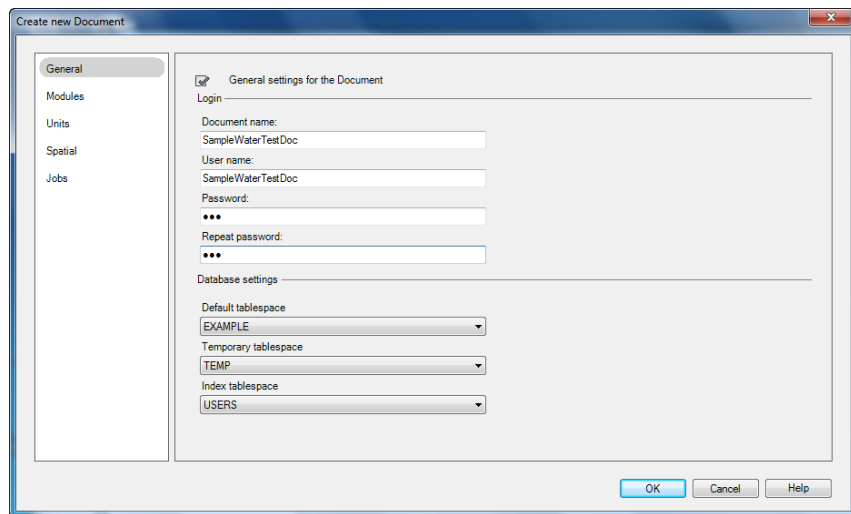 Create new Document
General
Modules
Units
Spatial
Jobs
General settings for the Document
Login
Document name:
SampleWaterTestDoc
User name:
SampleWaterTestDoc
Password:
•••
Repeat password:
•••
Database settings
Default tablespace
EXAMPLE
Temporary tablespace
TEMP
Index tablespace
USERS
OK Cancel Help